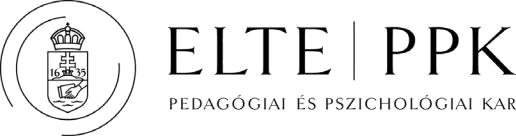 ELTE | PPK
PEDAGÓGIAI ÉS PSZICHOLÓGIAI KAR
16 35